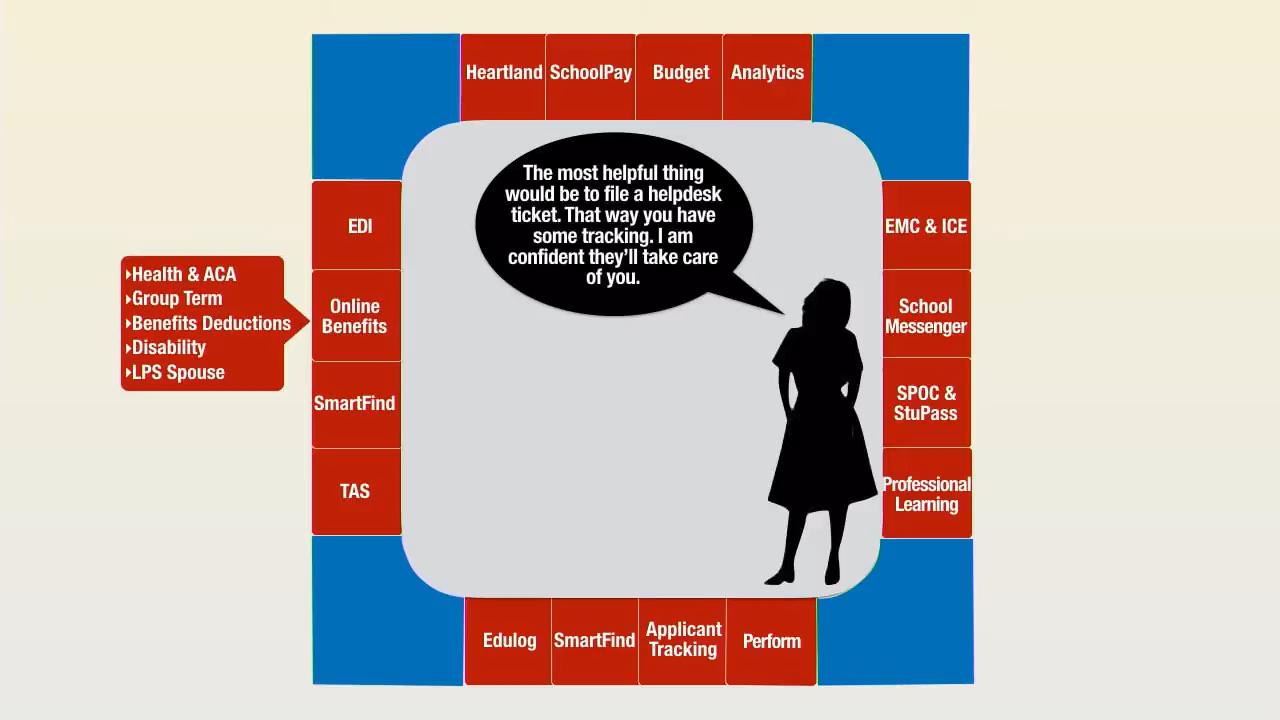 Heartland SchoolPay Budget Analytics
The most helpful thing
would be to file a helpdesk
ticket. That way you have
some tracking. I am
confident they'll take care
of you.
EDI
Online
Benefits
SmartFind
TAS
‣Health & ACA
‣Group Term
‣Benefits Deductions
‣Disability
‣LPS Spouse
EMC & ICE
School
Messenger
SPOC &
StuPass
Professional
Learning
Edulog
SmartFind
Applicant
Tracking
Perform